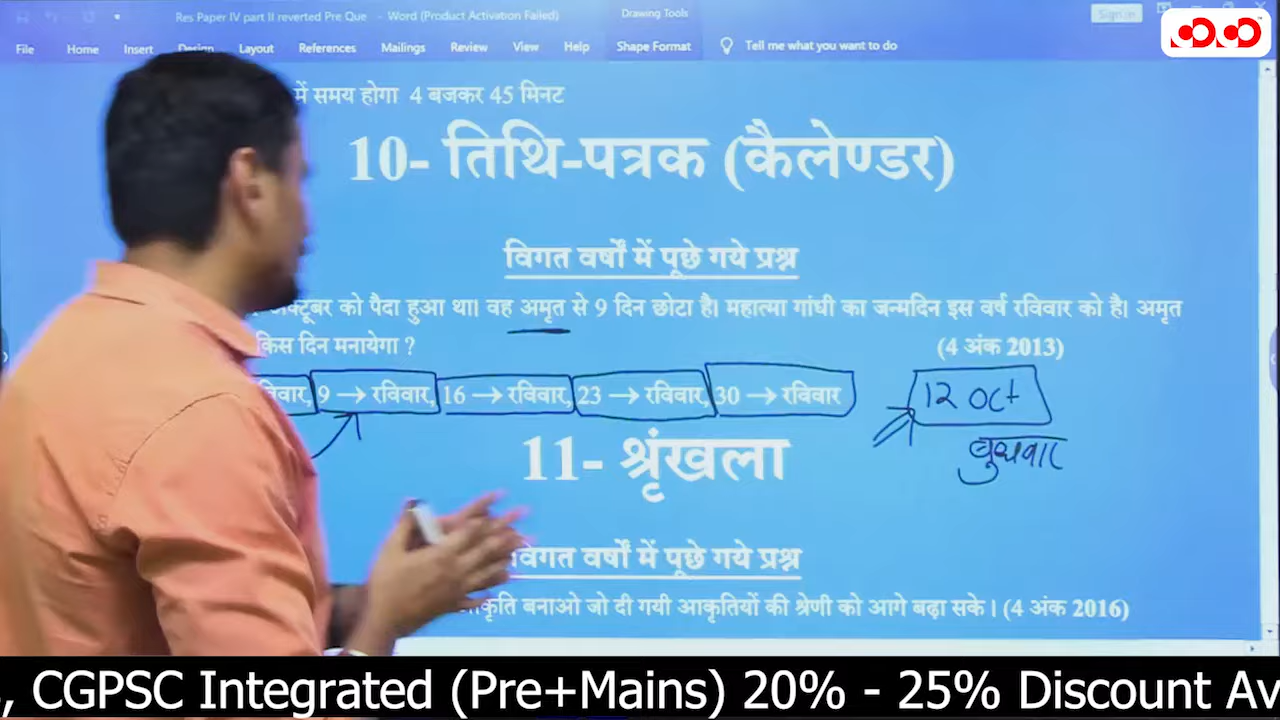 Res Paper IV part II reverted Pre Que - Word (Product Activation Failed)
Drawing Tools
Sign in
File Home Insert Design Layout References Mailings Review View Help Shape Format Tell me what you want to do
में समय होगा 4 बजकर 45 मिनट
10- तिथि-पत्रक (कैलेण्डर)
विगत वर्षों में पूछे गये प्रश्न
अक्टूबर को पैदा हुआ था। वह अमृत से 9 दिन छोटा है। महात्मा गांधी का जन्मदिन इस वर्ष रविवार को है। अमृत
किस दिन मनायेगा ? (4 अंक 2013)
9 → रविवार, 16 → रविवार, 23 → रविवार, 30 → रविवार
12 Oct
बुधवार
11- श्रृंखला
विगत वर्षों में पूछे गये प्रश्न
आकृति बनाओ जो दी गयी आकृतियों की श्रेणी को आगे बढ़ा सके। (4 अंक 2016)
CGPSC Integrated (Pre+Mains) 20% - 25% Discount Av